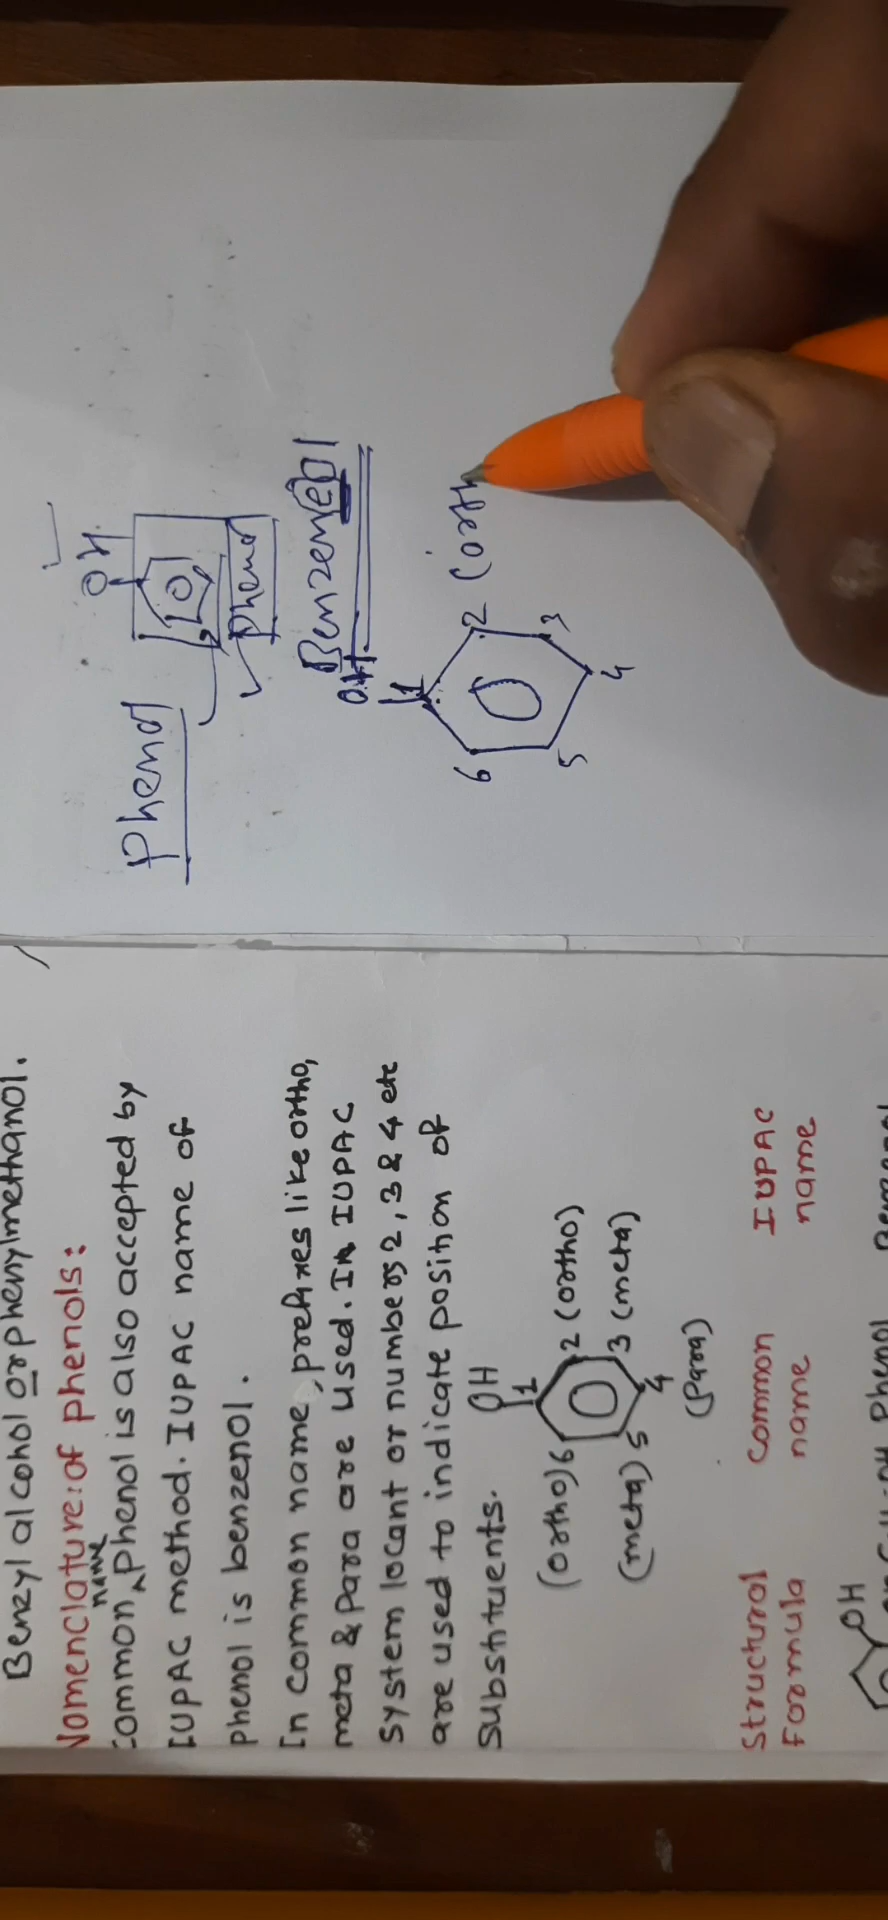 Benzyl alcohol or phenylmethanol.
Nomenclature: of phenols:
common name Phenol is also accepted by
IUPAC method. IUPAC name of
phenol is benzenol.
In common name, prefixes like ortho,
meta & Para are used. In IUPAC
system locant or numbers 2, 3 & 4 etc
are used to indicate position of
substituents.
OH
1
(ortho) 6
2 (ortho)
(meta) 5
3 (meta)
4
(Para)
Structural Common IUPAC
Formula name name
OH
Phenol
Phenol
OH
Phenol
Benzenol
OH
1
6
2 (orth
5
3
4